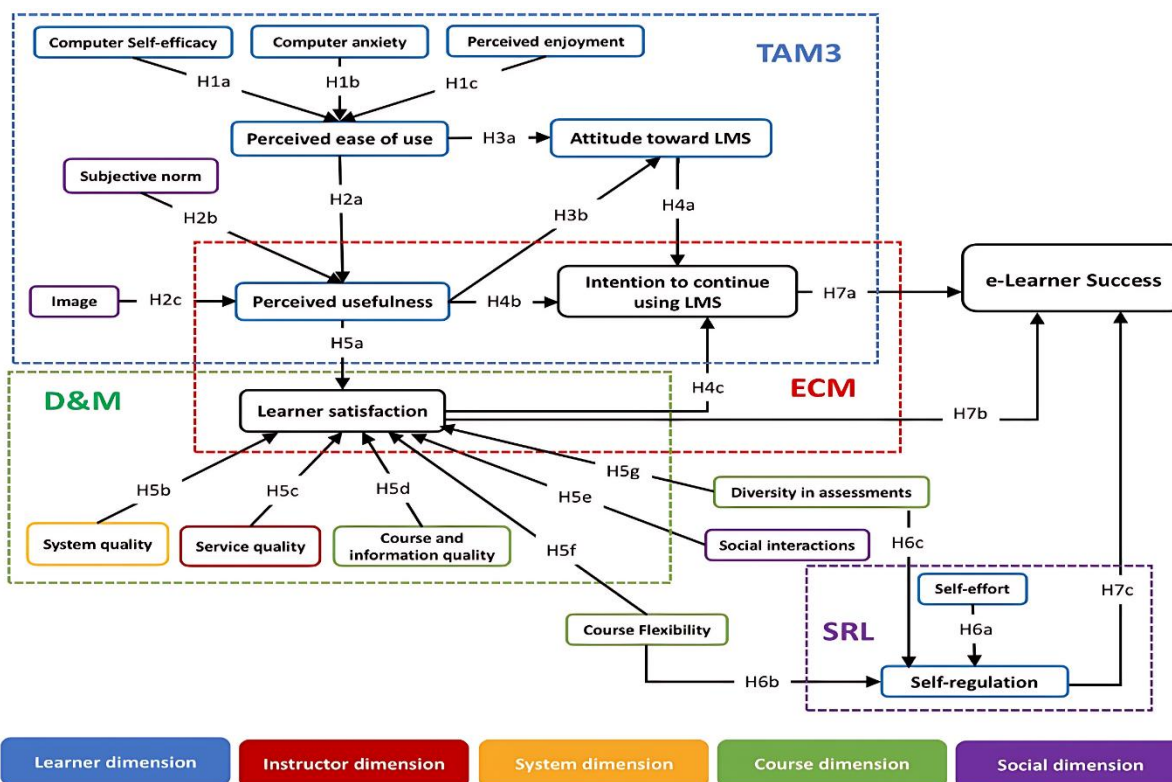 Computer Self-efficacy
Computer anxiety
Perceived enjoyment
TAM3
H1a
H1b
H1c
Perceived ease of use
H3a
Attitude toward LMS
Subjective norm
H2a
H2b
H3b
H4a
Image
H2c
Perceived usefulness
H4b
Intention to continue
using LMS
H7a
e-Learner Success
H5a
D&M
Learner satisfaction
H4c
ECM
H7b
H5b
H5c
H5d
H5e
H5g
Diversity in assessments
System quality
Service quality
Course and
information quality
H5f
Social interactions
H6c
Course Flexibility
SRL
Self-effort
H7c
H6a
H6b
Self-regulation
Learner dimension
Instructor dimension
System dimension
Course dimension
Social dimension